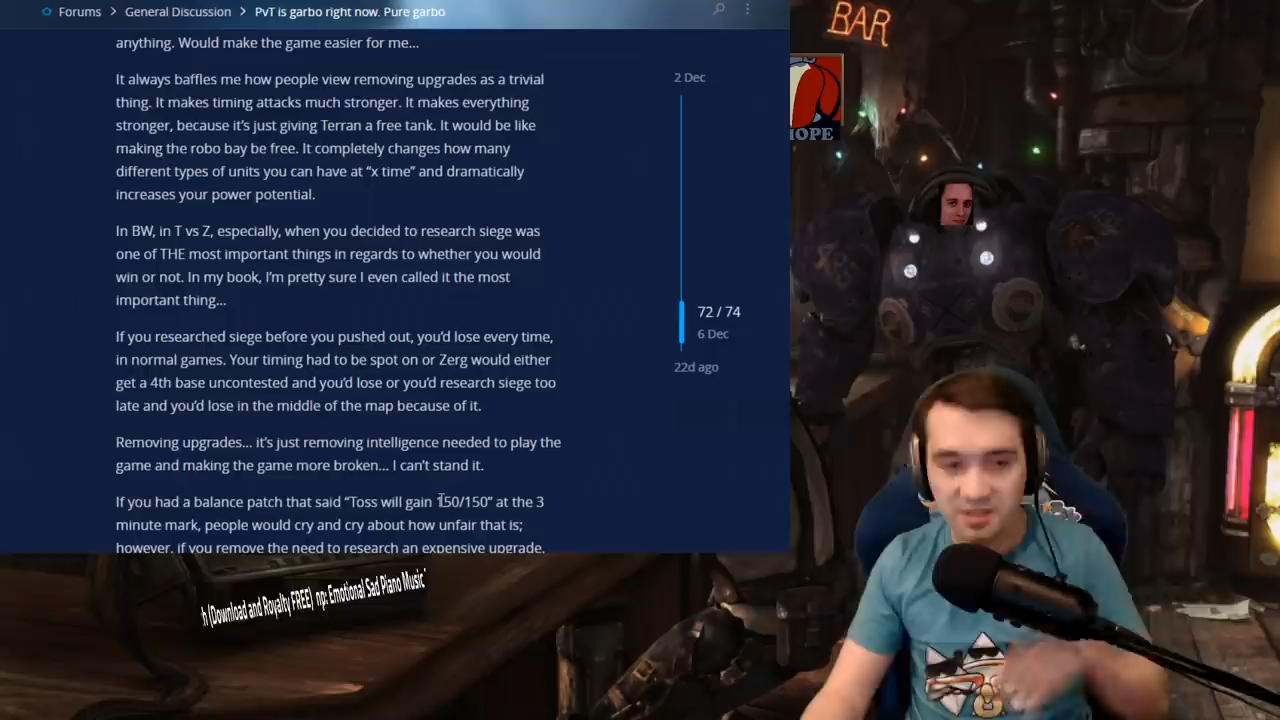 Forums > General Discussion > PvT is garbo right now. Pure garbo
anything. Would make the game easier for me…
It always baffles me how people view removing upgrades as a trivial
thing. It makes timing attacks much stronger. It makes everything
stronger, because it's just giving Terran a free tank. It would be like
making the robo bay be free. It completely changes how many
different types of units you can have at “x time” and dramatically
increases your power potential.
In BW, in T vs Z, especially, when you decided to research siege was
one of THE most important things in regards to whether you would
win or not. In my book, I'm pretty sure I even called it the most
important thing…
If you researched siege before you pushed out, you'd lose every time,
in normal games. Your timing had to be spot on or Zerg would either
get a 4th base uncontested and you'd lose or you'd research siege too
late and you'd lose in the middle of the map because of it.
Removing upgrades… it's just removing intelligence needed to play the
game and making the game more broken… I can't stand it.
If you had a balance patch that said “Toss will gain 150/150” at the 3
minute mark, people would cry and cry about how unfair that is;
however, if you remove the need to research an expensive upgrade,
2 Dec
72 / 74
6 Dec
22d ago
BAR
HOPE
h (Download and Royalty FREE) np: Emotional Sad Piano Music